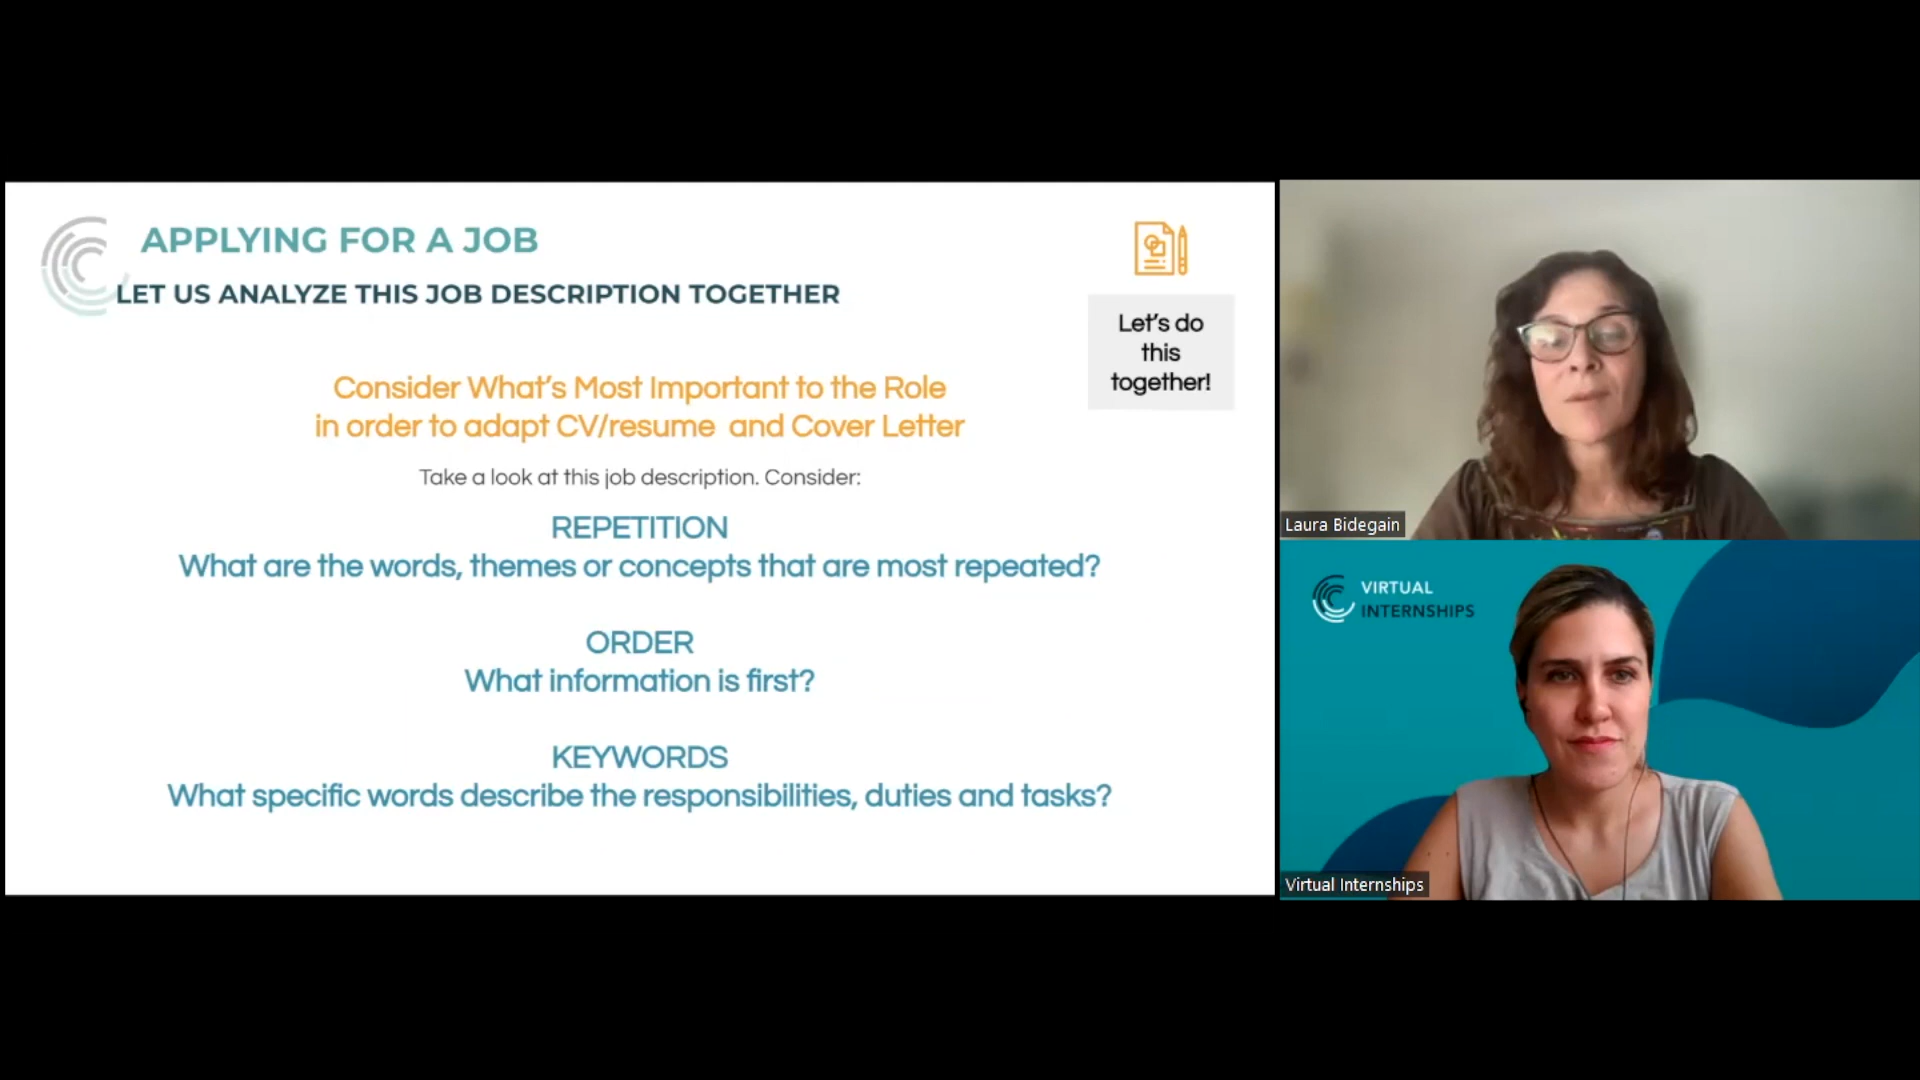 APPLYING FOR A JOB
LET US ANALYZE THIS JOB DESCRIPTION TOGETHER
Let's do
this
together!
Consider What's Most Important to the Role
in order to adapt CV/resume and Cover Letter
Take a look at this job description. Consider:
REPETITION
What are the words, themes or concepts that are most repeated?
ORDER
What information is first?
KEYWORDS
What specific words describe the responsibilities, duties and tasks?
Laura Bidegain
VIRTUAL
INTERNSHIPS
Virtual Internships